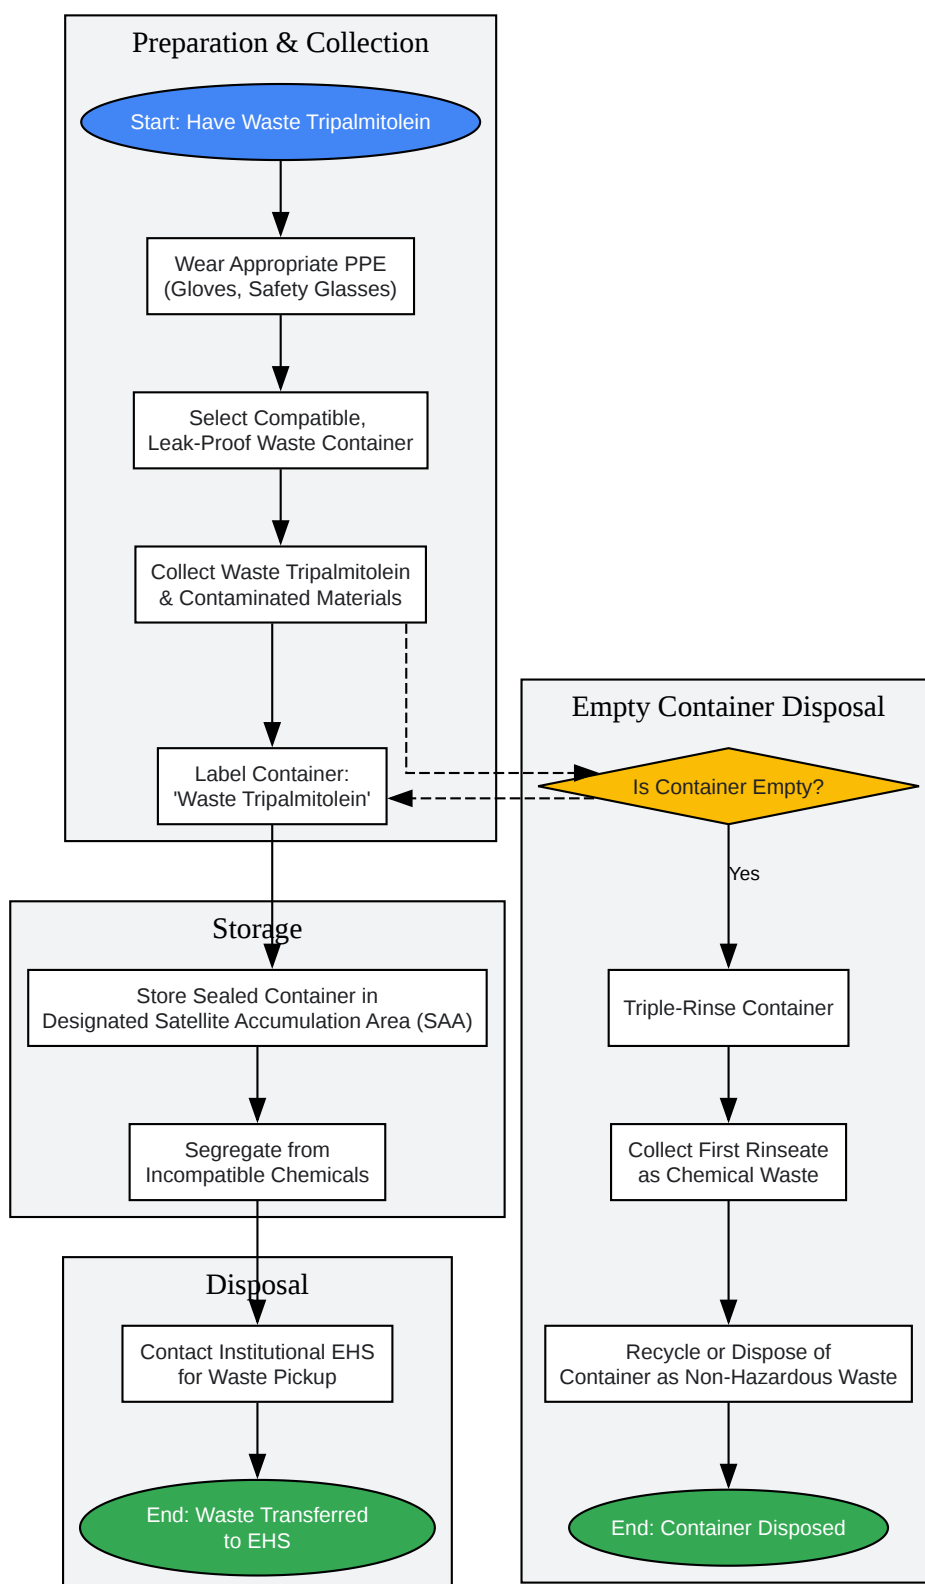 Preparation & Collection
Start: Have Waste Tripalmitolein
Wear Appropriate PPE
(Gloves, Safety Glasses)
Select Compatible,
Leak-Proof Waste Container
Collect Waste Tripalmitolein
& Contaminated Materials
Label Container:
'Waste Tripalmitolein'
Storage
Store Sealed Container in
Designated Satellite Accumulation Area (SAA)
Segregate from
Incompatible Chemicals
Disposal
Contact Institutional EHS
for Waste Pickup
End: Waste Transferred
to EHS
Empty Container Disposal
Is Container Empty?
Yes
Triple-Rinse Container
Collect First Rinseate
as Chemical Waste
Recycle or Dispose of
Container as Non-Hazardous Waste
End: Container Disposed